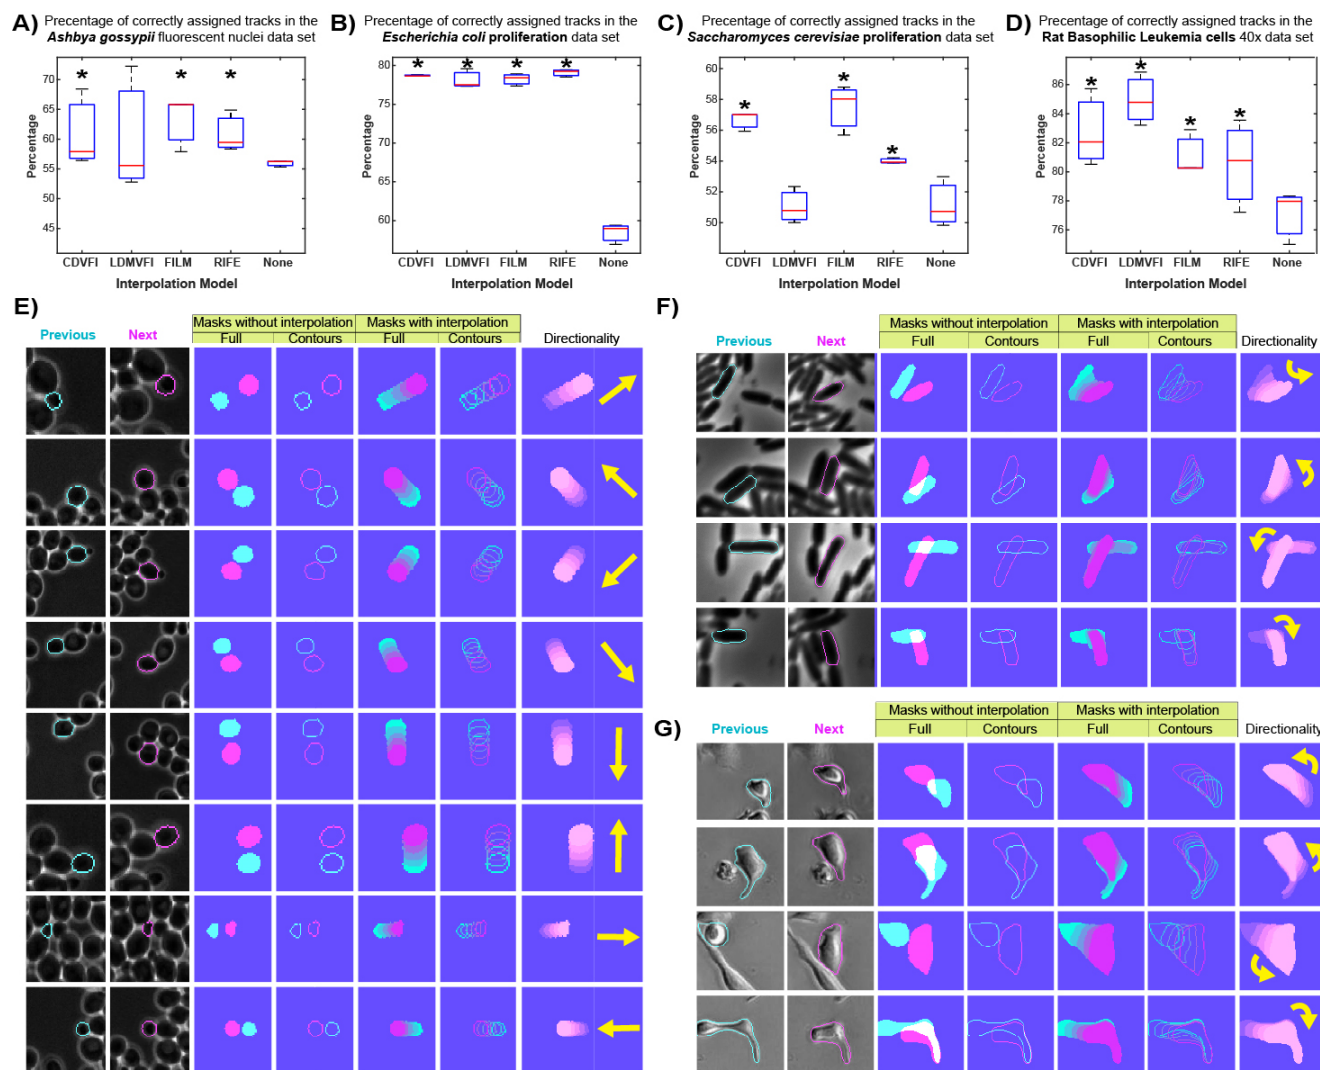 A) Precentage of correctly assigned tracks in the
Ashbya gossypii fluorescent nuclei data set
Percentage
70
65
60
55
50
45
*
*
*
CDVFI LDMVFI FILM RIFE None
Interpolation Model
B) Precentage of correctly assigned tracks in the
Escherichia coli proliferation data set
Percentage
80
75
70
65
60
*
*
*
*
CDVFI LDMVFI FILM RIFE None
Interpolation Model
C) Precentage of correctly assigned tracks in the
Saccharomyces cerevisiae proliferation data set
Percentage
60
58
56
54
52
50
*
*
*
CDVFI LDMVFI FILM RIFE None
Interpolation Model
D) Precentage of correctly assigned tracks in the
Rat Basophilic Leukemia cells 40x data set
Percentage
86
84
82
80
78
76
*
*
*
*
CDVFI LDMVFI FILM RIFE None
Interpolation Model
E)
Masks without interpolation Masks with interpolation
Previous Next Full Contours Full Contours Directionality
F)
Masks without interpolation Masks with interpolation
Previous Next Full Contours Full Contours Directionality
G)
Masks without interpolation Masks with interpolation
Previous Next Full Contours Full Contours Directionality